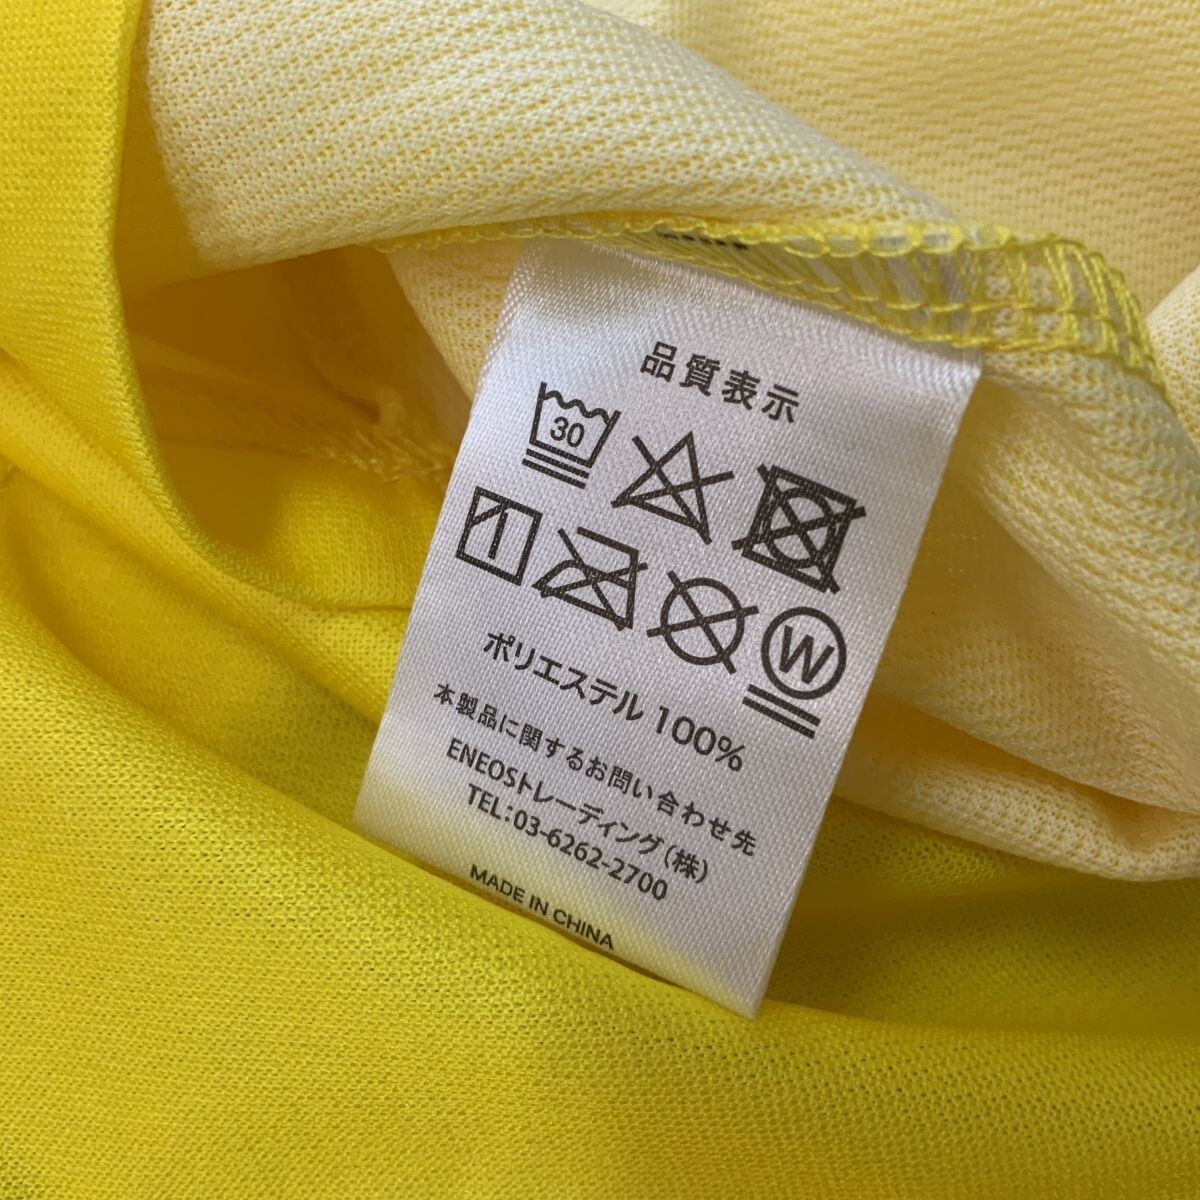 品質表示
30
W
ポリエステル 100%
本製品に関するお問い合わせ先
ENEOSトレーディング(株)
TEL:03-6262-2700
MADE IN CHINA